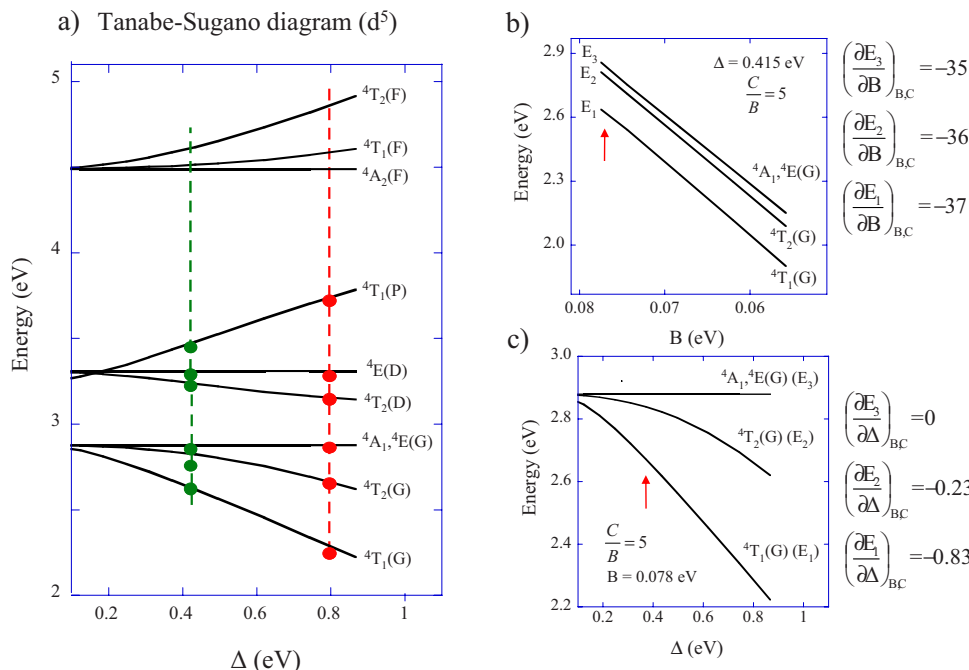 a) Tanabe-Sugano diagram (d⁵)
5
4
3
2
Energy (eV)
⁴T₂(F)
⁴T₁(F)
⁴A₂(F)
⁴T₁(P)
⁴E(D)
⁴T₂(D)
⁴A₁,⁴E(G)
⁴T₂(G)
⁴T₁(G)
0.2 0.4 0.6 0.8 1
Δ (eV)
b)
2.9
2.6
2.3
2.0
Energy (eV)
E₃
E₂
E₁
Δ = 0.415 eV
C/B = 5
⁴A₁,⁴E(G)
⁴T₂(G)
⁴T₁(G)
0.08 0.07 0.06
B (eV)
(∂E₃/∂B)B,C = −35
(∂E₂/∂B)B,C = −36
(∂E₁/∂B)B,C = −37
c)
3.0
2.8
2.6
2.4
2.2
Energy (eV)
⁴A₁,⁴E(G) (E₃)
⁴T₂(G) (E₂)
⁴T₁(G) (E₁)
C/B = 5
B = 0.078 eV
0.2 0.4 0.6 0.8 1
Δ (eV)
(∂E₃/∂Δ)B,C = 0
(∂E₂/∂Δ)B,C = −0.23
(∂E₁/∂Δ)B,C = −0.83